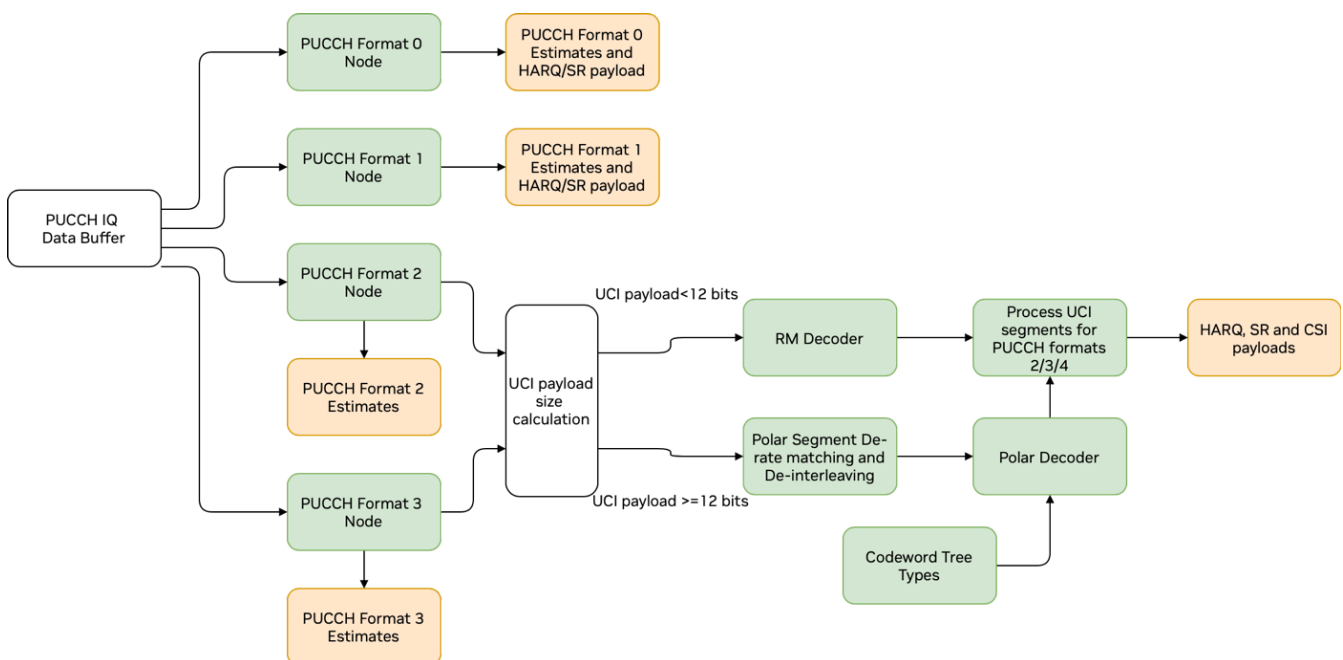 PUCCH Format 0
Node
PUCCH Format 0
Estimates and
HARQ/SR payload
PUCCH Format 1
Node
PUCCH Format 1
Estimates and
HARQ/SR payload
PUCCH IQ
Data Buffer
PUCCH Format 2
Node
PUCCH Format 2
Estimates
PUCCH Format 3
Node
PUCCH Format 3
Estimates
UCI payload
size
calculation
UCI payload<12 bits
RM Decoder
Process UCI
segments for
PUCCH formats
2/3/4
HARQ, SR and CSI
payloads
UCI payload >=12 bits
Polar Segment De-
rate matching and
De-interleaving
Polar Decoder
Codeword Tree
Types